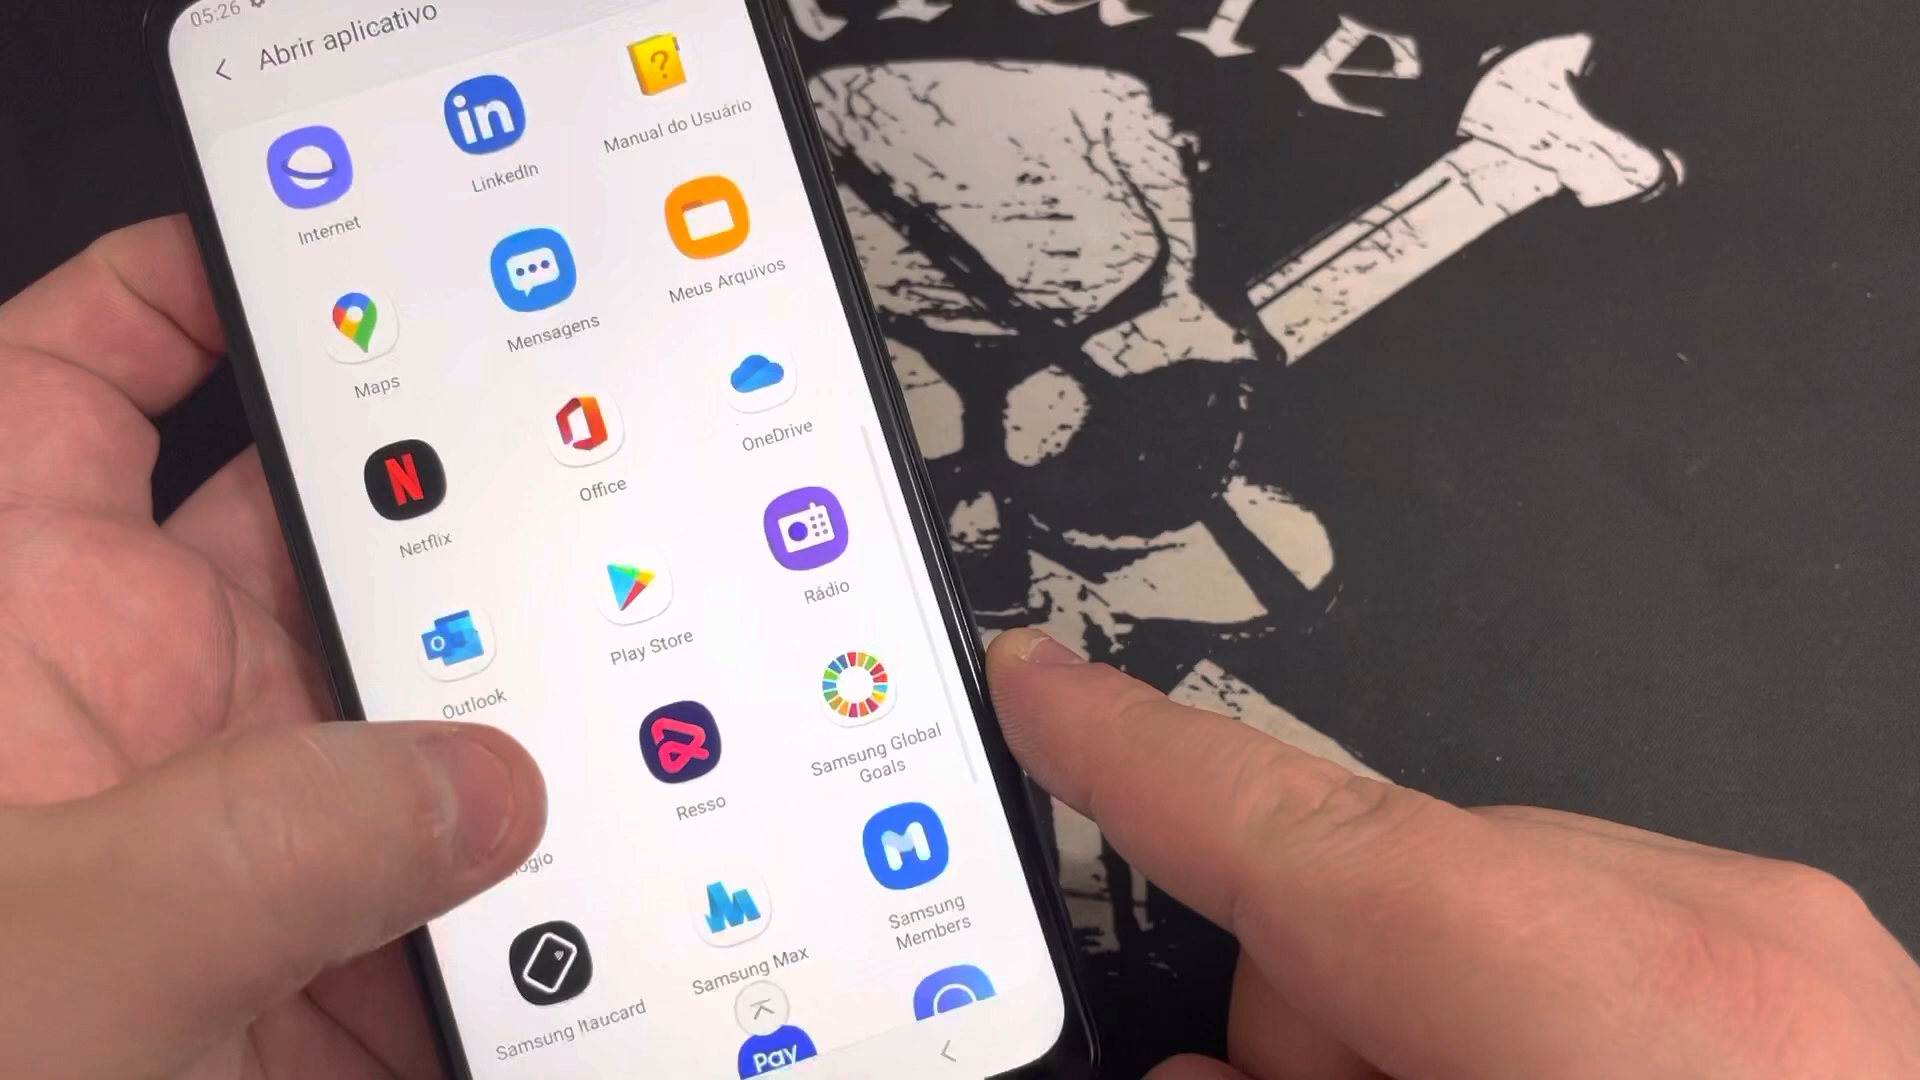 05:26
Abrir aplicativo
Internet
LinkedIn
Manual do Usuário
Maps
Mensagens
Meus Arquivos
Netflix
Office
OneDrive
Outlook
Play Store
Rádio
Resso
Samsung Global
Goals
Samsung Itaucard
Samsung Max
Samsung
Members
Pay